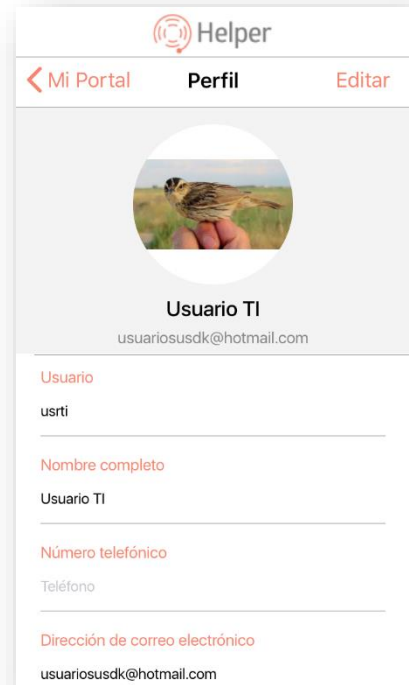 Helper
Mi Portal Perfil Editar
Usuario TI
usuariosusdk@hotmail.com
Usuario
usrti
Nombre completo
Usuario TI
Número telefónico
Teléfono
Dirección de correo electrónico
usuariosusdk@hotmail.com